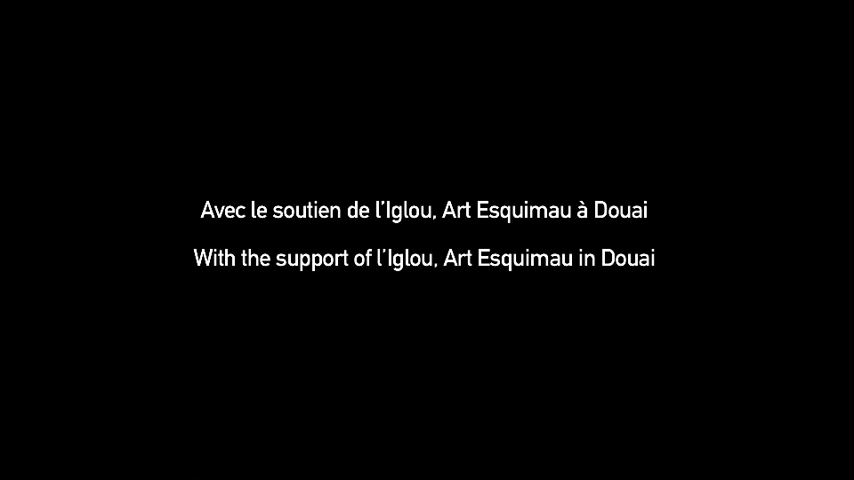 Avec le soutien de l'Iglou, Art Esquimau à Douai
With the support of l'Iglou, Art Esquimau in Douai